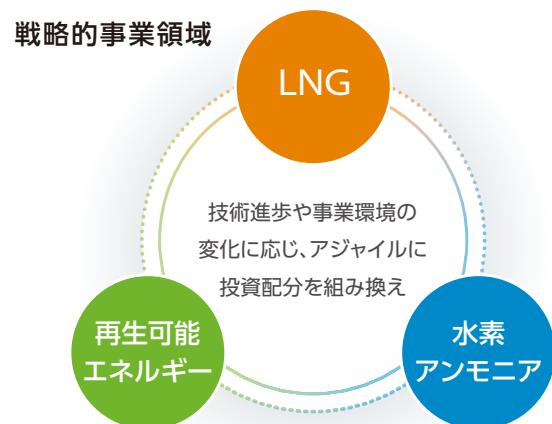 戦略的事業領域
LNG
技術進歩や事業環境の
変化に応じ、アジャイルに
投資配分を組み換え
再生可能
エネルギー
水素
アンモニア